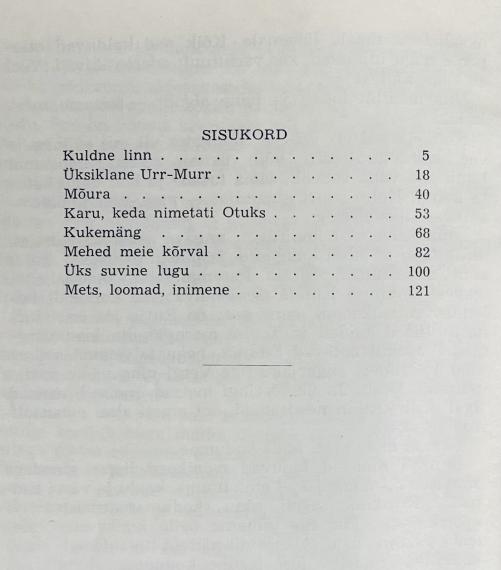 SISUKORD
Kuldne linn . . . . . . . . . . . . . 5
Üksiklane Urr-Murr . . . . . . . . . . 18
Mõura . . . . . . . . . . . . . . . 40
Karu, keda nimetati Otuks . . . . . . . 53
Kukemäng . . . . . . . . . . . . . 68
Mehed meie kõrval . . . . . . . . . . 82
Üks suvine lugu . . . . . . . . . . . 100
Mets, loomad, inimene . . . . . . . . . 121